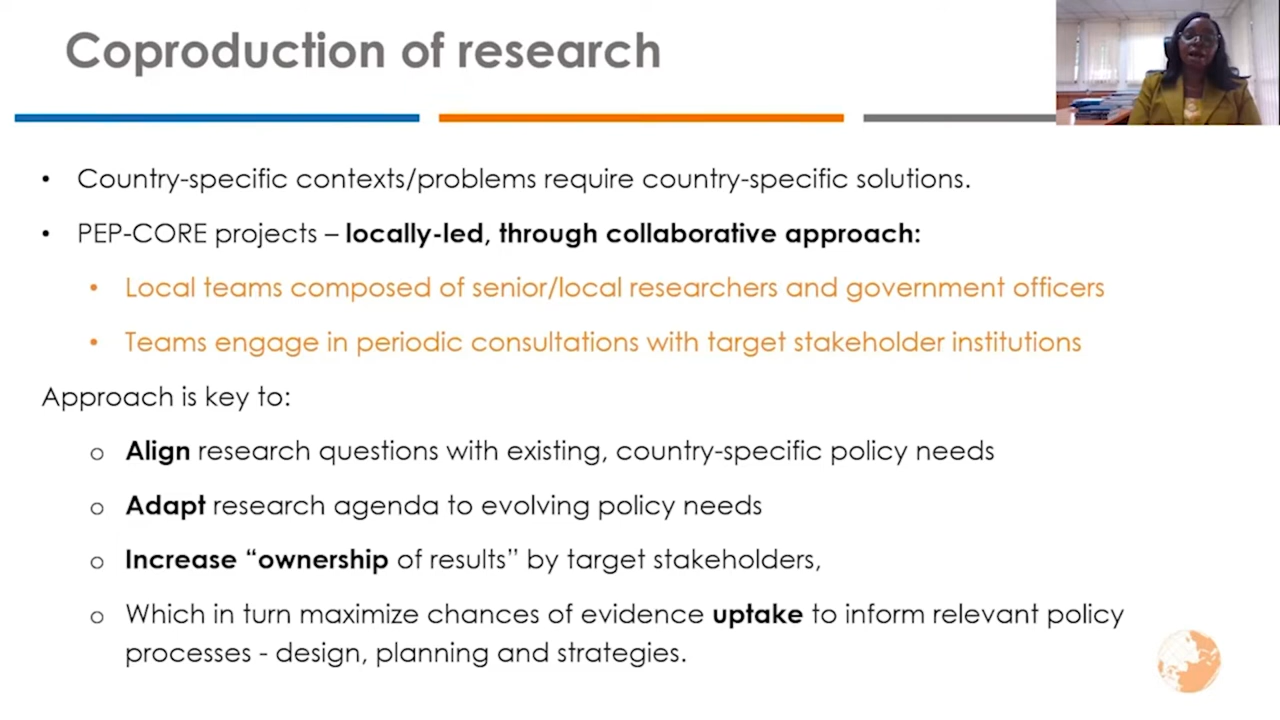 Coproduction of research
• Country-specific contexts/problems require country-specific solutions.
• PEP-CORE projects – locally-led, through collaborative approach:
• Local teams composed of senior/local researchers and government officers
• Teams engage in periodic consultations with target stakeholder institutions
Approach is key to:
o Align research questions with existing, country-specific policy needs
o Adapt research agenda to evolving policy needs
o Increase “ownership of results” by target stakeholders,
o Which in turn maximize chances of evidence uptake to inform relevant policy
processes - design, planning and strategies.